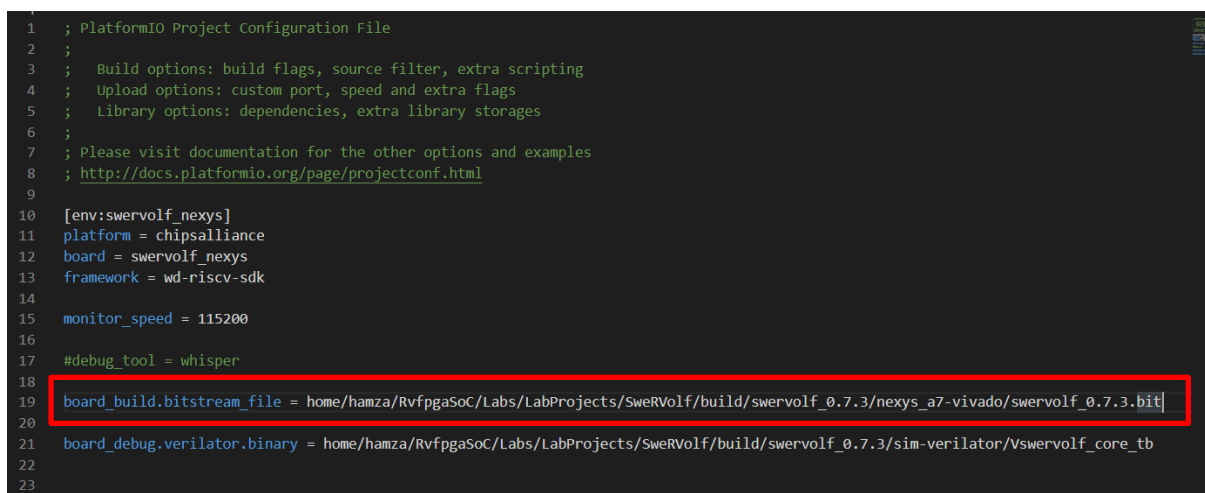 1 ; PlatformIO Project Configuration File
2 ;
3 ;   Build options: build flags, source filter, extra scripting
4 ;   Upload options: custom port, speed and extra flags
5 ;   Library options: dependencies, extra library storages
6 ;
7 ; Please visit documentation for the other options and examples
8 ; http://docs.platformio.org/page/projectconf.html
9
10 [env:swervolf_nexys]
11 platform = chipsalliance
12 board = swervolf_nexys
13 framework = wd-riscv-sdk
14
15 monitor_speed = 115200
16
17 #debug_tool = whisper
18
19 board_build.bitstream_file = home/hamza/RvfpgaSoC/Labs/LabProjects/SweRVolf/build/swervolf_0.7.3/nexys_a7-vivado/swervolf_0.7.3.bit
20
21 board_debug.verilator.binary = home/hamza/RvfpgaSoC/Labs/LabProjects/SweRVolf/build/swervolf_0.7.3/sim-verilator/Vswervolf_core_tb
22
23